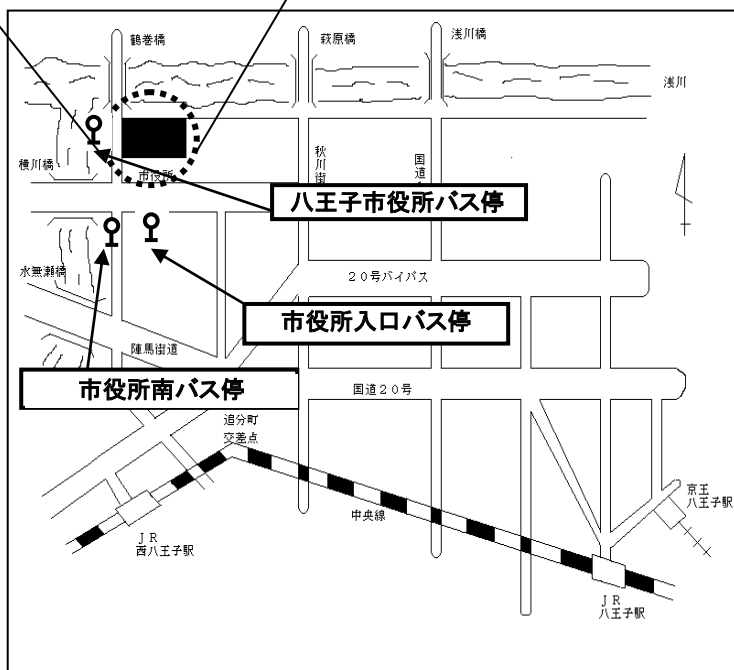 鶴巻橋
萩原橋
浅川橋
浅川
横川橋
市役所
秋川街
国道
八王子市役所バス停
水無瀬橋
20号バイパス
市役所入口バス停
陣馬街道
市役所南バス停
国道20号
追分町
交差点
中央線
京王
八王子駅
JR
西八王子駅
JR
八王子駅